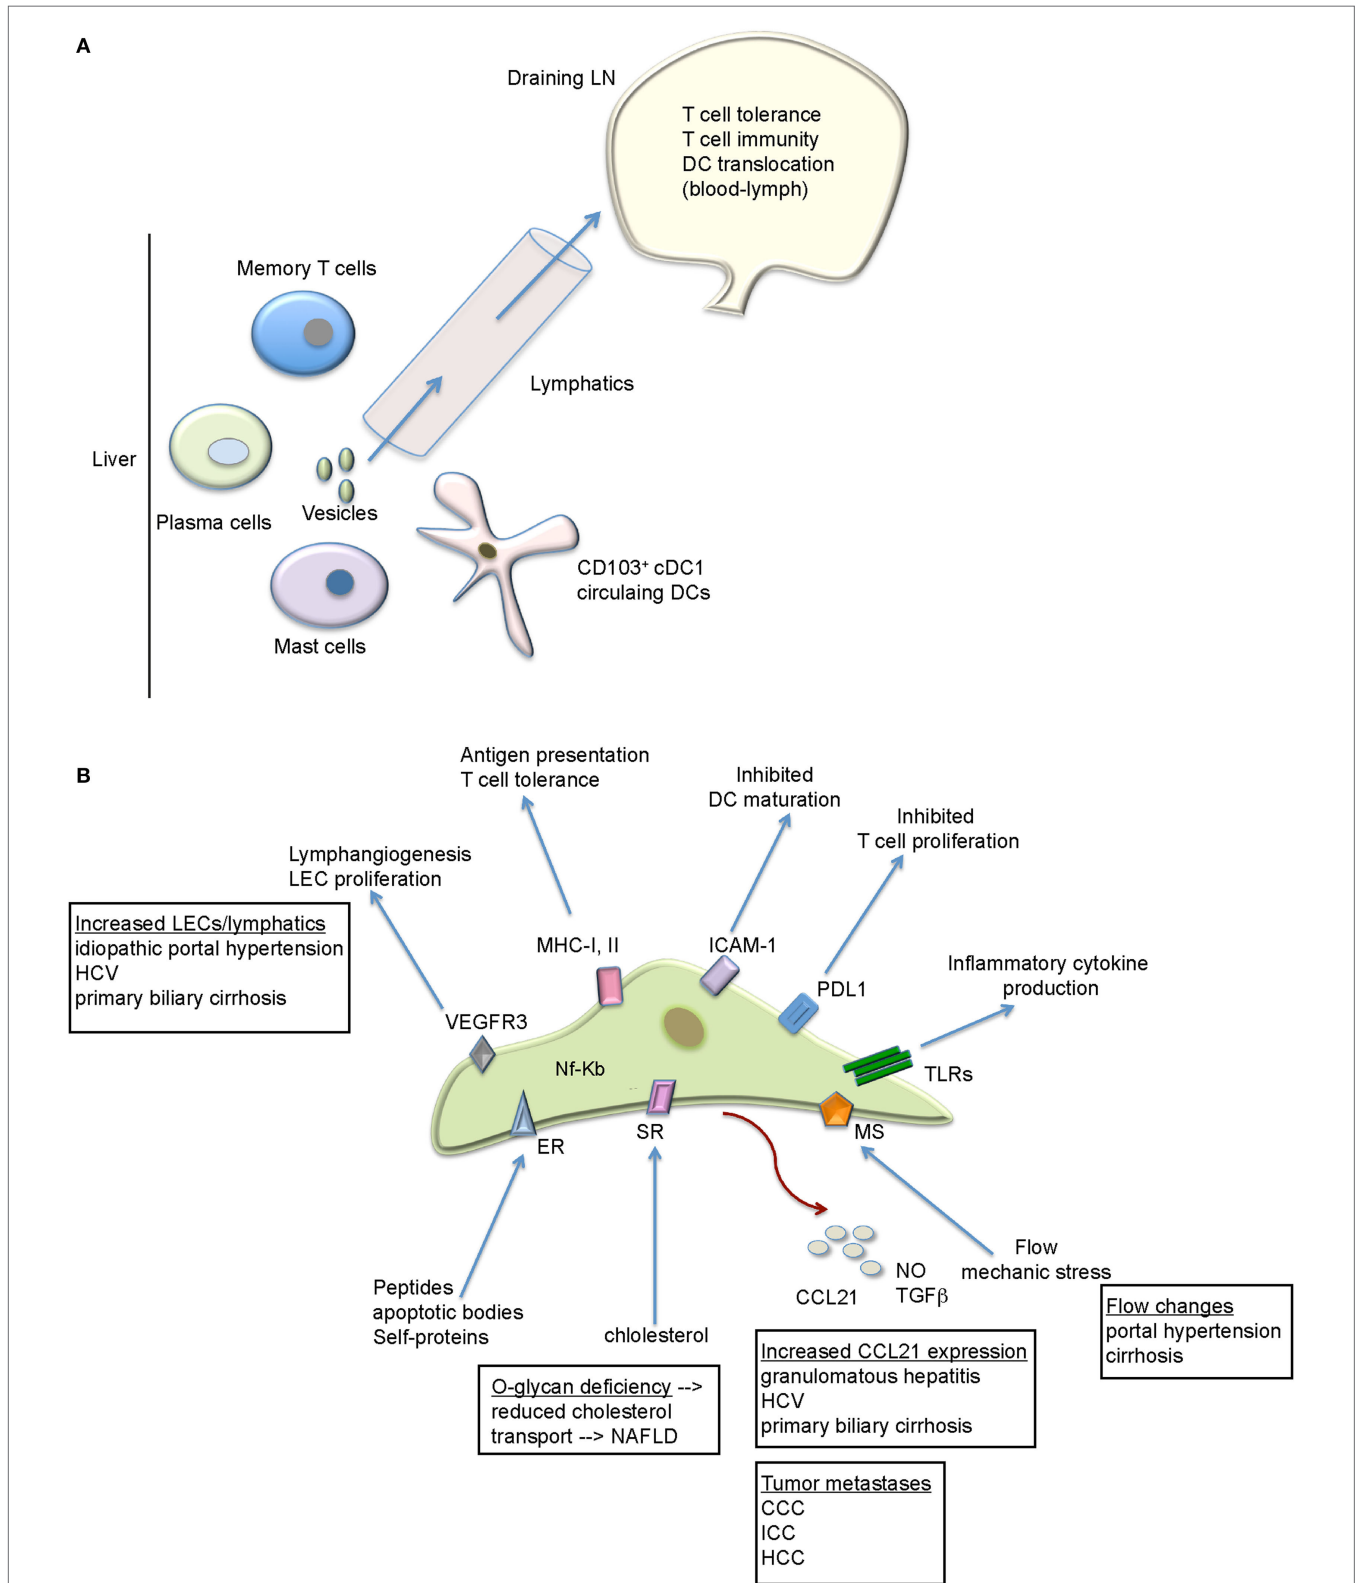 A
Draining LN
T cell tolerance
T cell immunity
DC translocation
(blood-lymph)
Memory T cells
Lymphatics
Liver
Plasma cells
Vesicles
CD103+ cDC1
circulaing DCs
Mast cells
B
Antigen presentation
T cell tolerance
Inhibited
DC maturation
Inhibited
T cell proliferation
Lymphangiogenesis
LEC proliferation
Increased LECs/lymphatics
idiopathic portal hypertension
HCV
primary biliary cirrhosis
MHC-I, II
ICAM-1
Inflammatory cytokine
production
PDL1
VEGFR3
Nf-Kb
TLRs
ER
SR
MS
Peptides
apoptotic bodies
Self-proteins
chlolesterol
CCL21
NO
TGFβ
Flow
mechanic stress
Flow changes
portal hypertension
cirrhosis
O-glycan deficiency -->
reduced cholesterol
transport --> NAFLD
Increased CCL21 expression
granulomatous hepatitis
HCV
primary biliary cirrhosis
Tumor metastases
CCC
ICC
HCC